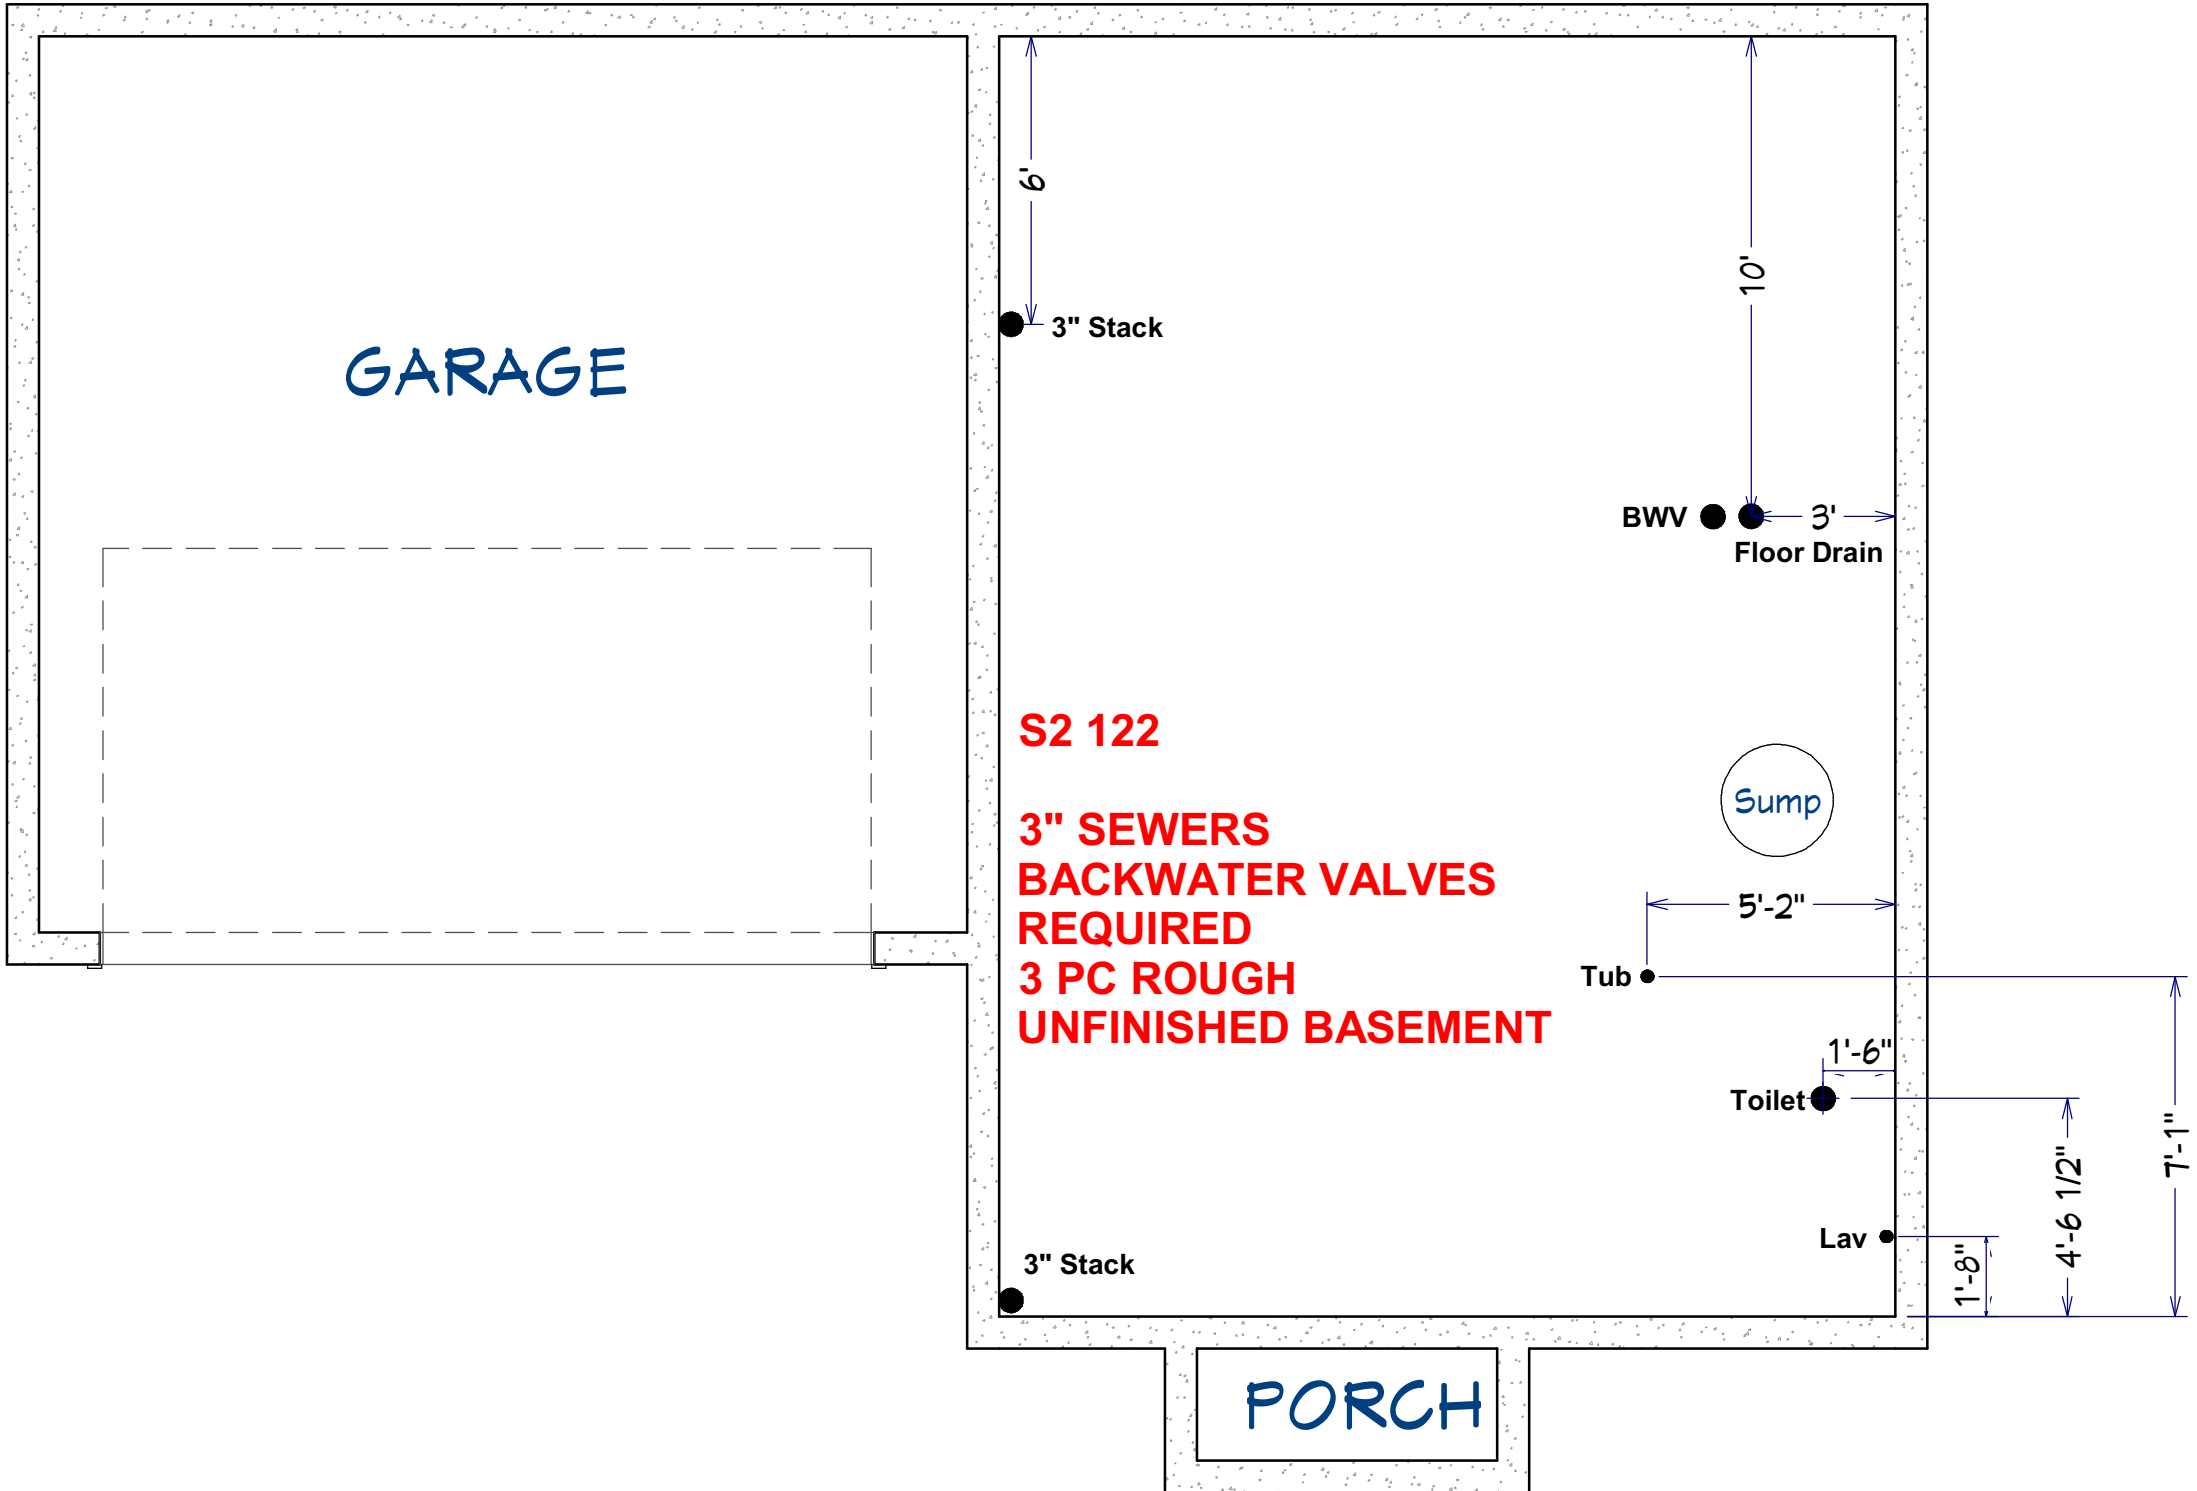 6'
10'
3" Stack
GARAGE
BWV
3'
Floor Drain
S2 122
Sump
3" SEWERS
BACKWATER VALVES
REQUIRED
3 PC ROUGH
UNFINISHED BASEMENT
5'-2"
Tub
1'-6"
Toilet
7'-1"
4'-6 1/2"
Lav
1'-8"
3" Stack
PORCH